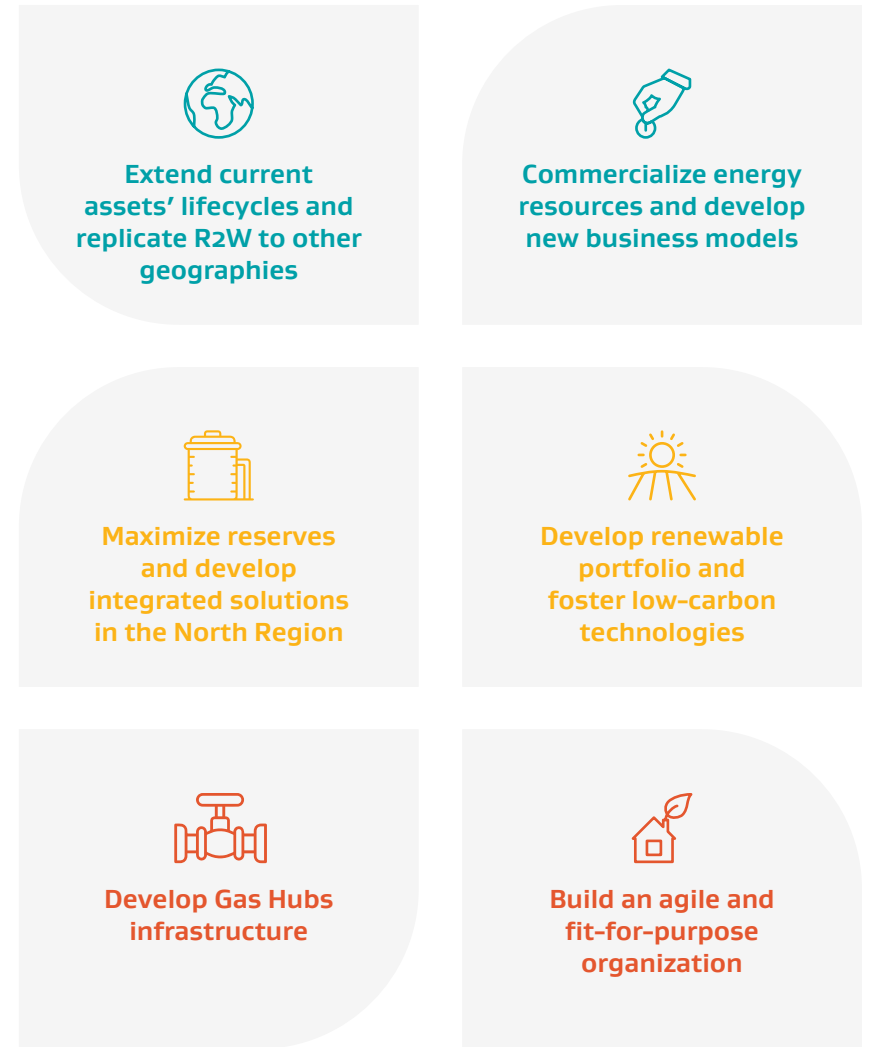 Extend current
assets’ lifecycles and
replicate R2W to other
geographies
Commercialize energy
resources and develop
new business models
Maximize reserves
and develop
integrated solutions
in the North Region
Develop renewable
portfolio and
foster low-carbon
technologies
Develop Gas Hubs
infrastructure
Build an agile and
fit-for-purpose
organization